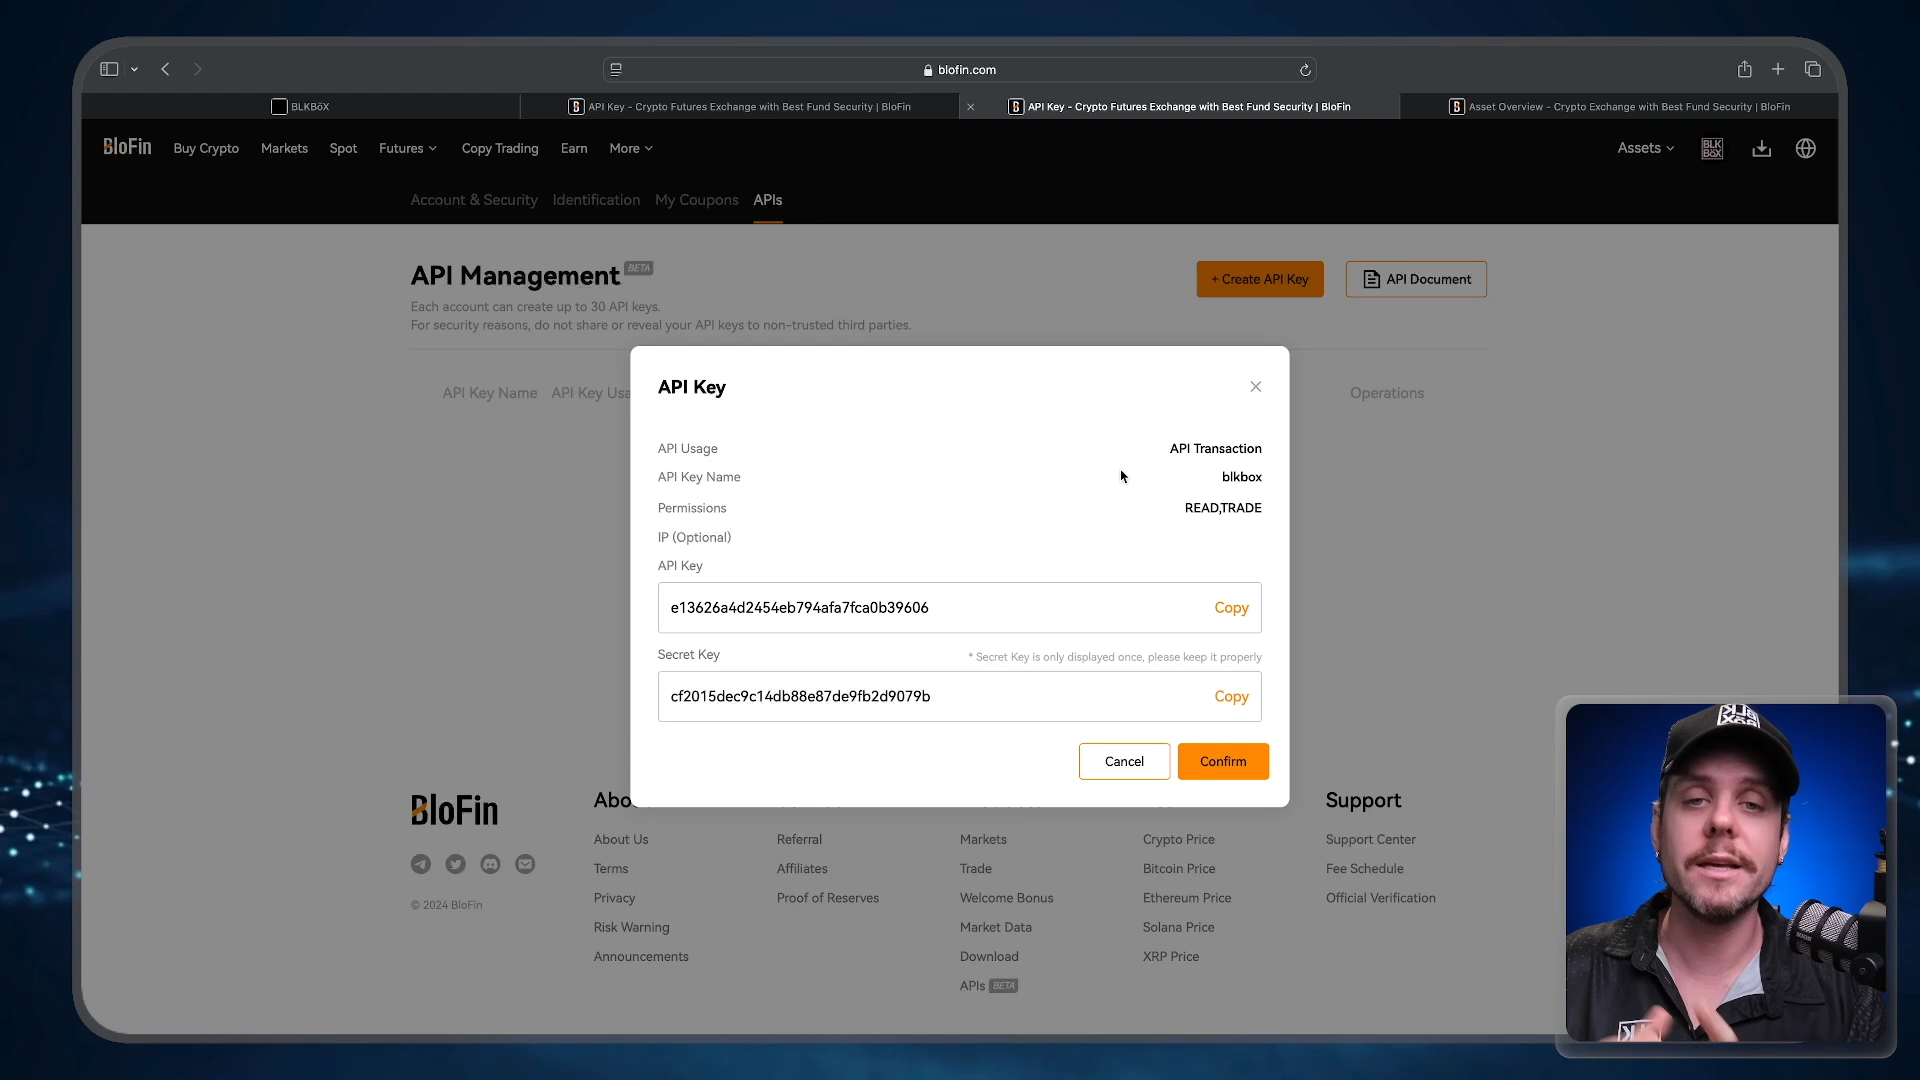 blofin.com
BLKBöX
API Key - Crypto Futures Exchange with Best Fund Security | BloFin
API Key - Crypto Futures Exchange with Best Fund Security | BloFin
Asset Overview - Crypto Exchange with Best Fund Security | BloFin
BloFin
Buy Crypto
Markets
Spot
Futures
Copy Trading
Earn
More
Assets
BLK
BöX
Account & Security
Identification
My Coupons
APIs
API Management BETA
+ Create API Key
API Document
Each account can create up to 30 API keys.
For security reasons, do not share or reveal your API keys to non-trusted third parties.
API Key Name
API Key Usa
Operations
API Key
API Usage
API Transaction
API Key Name
blkbox
Permissions
READ,TRADE
IP (Optional)
API Key
e13626a4d2454eb794afa7fca0b39606
Copy
Secret Key
* Secret Key is only displayed once, please keep it properly
cf2015dec9c14db88e87de9fb2d9079b
Copy
Cancel
Confirm
BloFin
© 2024 BloFin
Abo
About Us
Terms
Privacy
Risk Warning
Announcements
Referral
Affiliates
Proof of Reserves
Markets
Trade
Welcome Bonus
Market Data
Download
APIs BETA
Crypto Price
Bitcoin Price
Ethereum Price
Solana Price
XRP Price
Support
Support Center
Fee Schedule
Official Verification